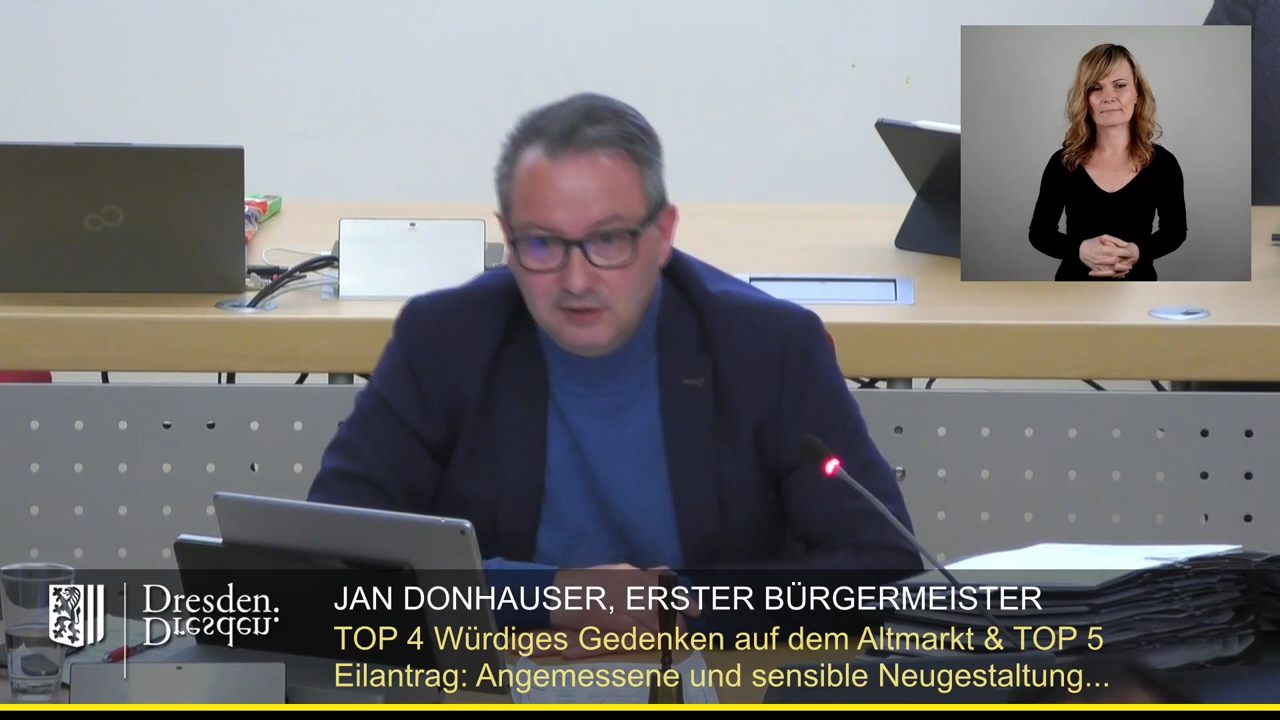 Dresden.
Dresden.
JAN DONHAUSER, ERSTER BÜRGERMEISTER
TOP 4 Würdiges Gedenken auf dem Altmarkt & TOP 5
Eilantrag: Angemessene und sensible Neugestaltung...